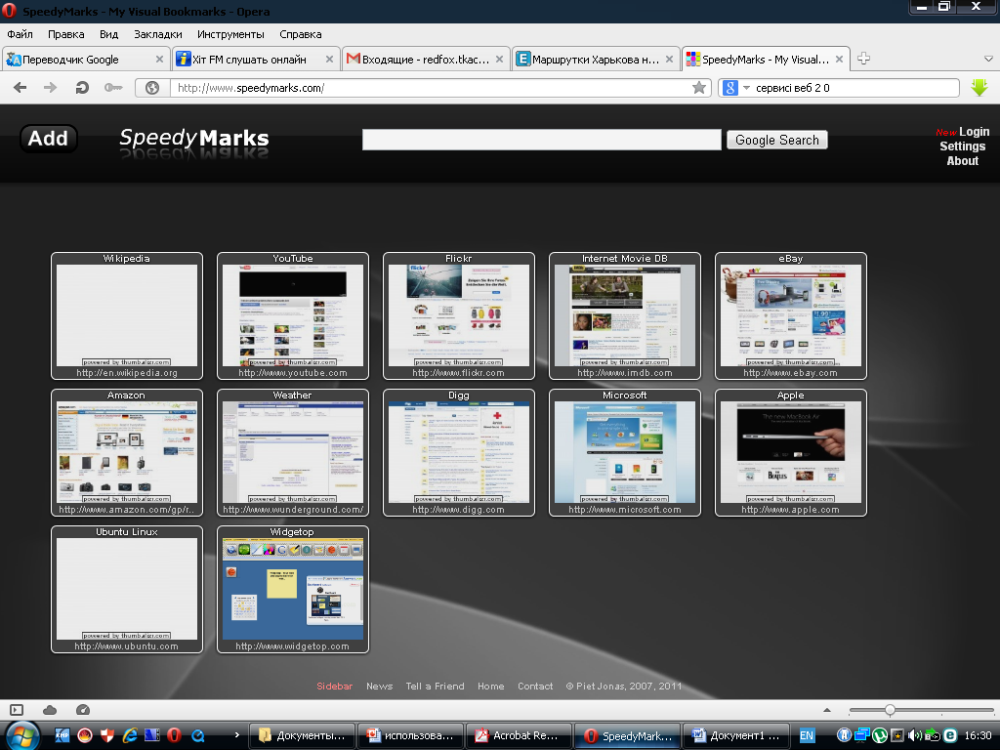 SpeedyMarks - My Visual Bookmarks - Opera
Файл Правка Вид Закладки Инструменты Справка
Переводчик Google
Хіт FM слушать онлайн
Входящие - redfox.tkac...
Маршрутки Харькова н...
SpeedyMarks - My Visual...
http://www.speedymarks.com/
сервисі веб 2 0
Add
SpeedyMarks
Google Search
New Login
Settings
About
Wikipedia YouTube Flickr Internet Movie DB eBay
powered by thumbalizr.com powered by thumbalizr.com powered by thumbalizr.com powered by thumbalizr.com powered by thumbalizr.com
http://en.wikipedia.org http://www.youtube.com http://www.flickr.com http://www.imdb.com http://www.ebay.com
Amazon Weather Digg Microsoft Apple
powered by thumbalizr.com powered by thumbalizr.com powered by thumbalizr.com powered by thumbalizr.com powered by thumbalizr.com
http://www.amazon.com/gp/r... http://www.wunderground.com/ http://www.digg.com http://www.microsoft.com http://www.apple.com
Ubuntu Linux Widgetop
powered by thumbalizr.com
http://www.ubuntu.com http://www.widgetop.com
Sidebar News Tell a Friend Home Contact © Piet Jonas, 2007, 2011
Документы... использова... Acrobat Re... SpeedyMark... Документ1 ... EN 16:30